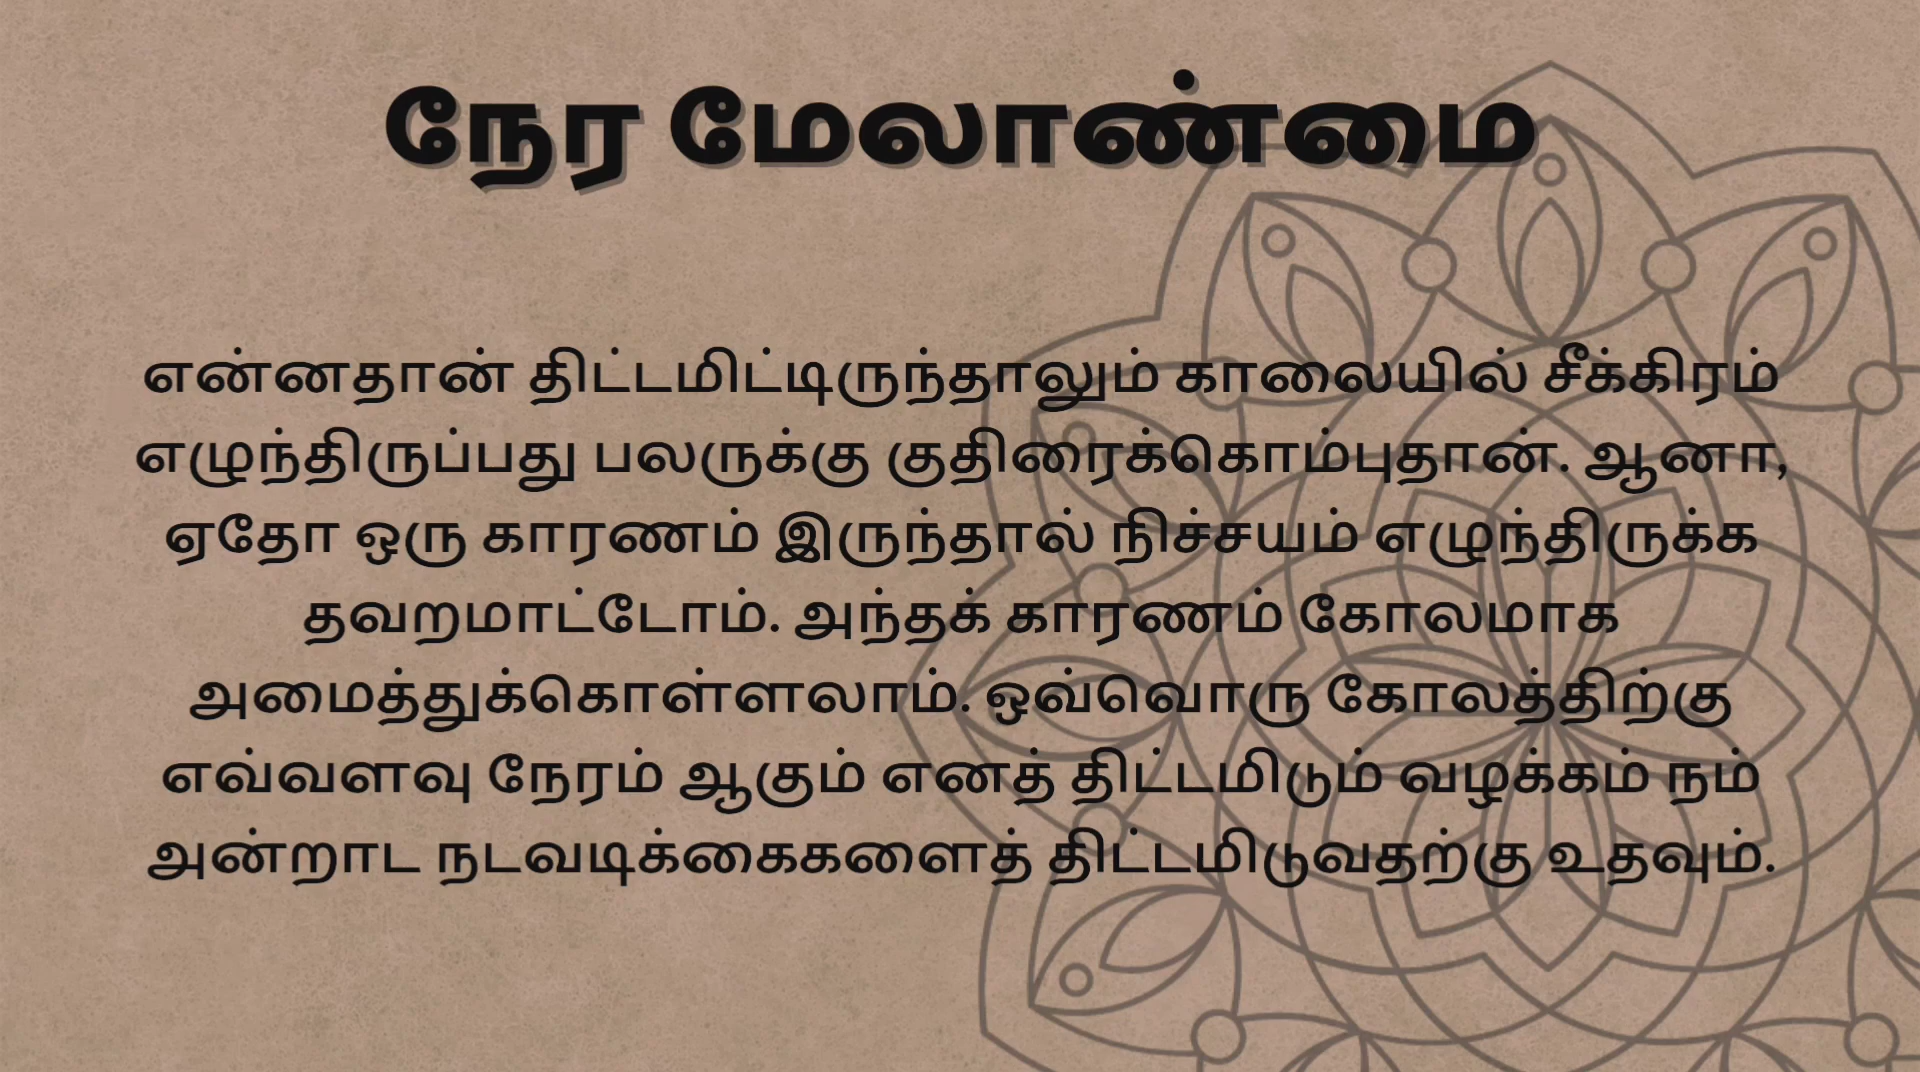 நேர மேலாண்மை
என்னதான் திட்டமிட்டிருந்தாலும் காலையில் சீக்கிரம்
எழுந்திருப்பது பலருக்கு குதிரைக்கொம்புதான். ஆனா,
ஏதோ ஒரு காரணம் இருந்தால் நிச்சயம் எழுந்திருக்க
தவறமாட்டோம். அந்தக் காரணம் கோலமாக
அமைத்துக்கொள்ளலாம். ஒவ்வொரு கோலத்திற்கு
எவ்வளவு நேரம் ஆகும் எனத் திட்டமிடும் வழக்கம் நம்
அன்றாட நடவடிக்கைகளைத் திட்டமிடுவதற்கு உதவும்.